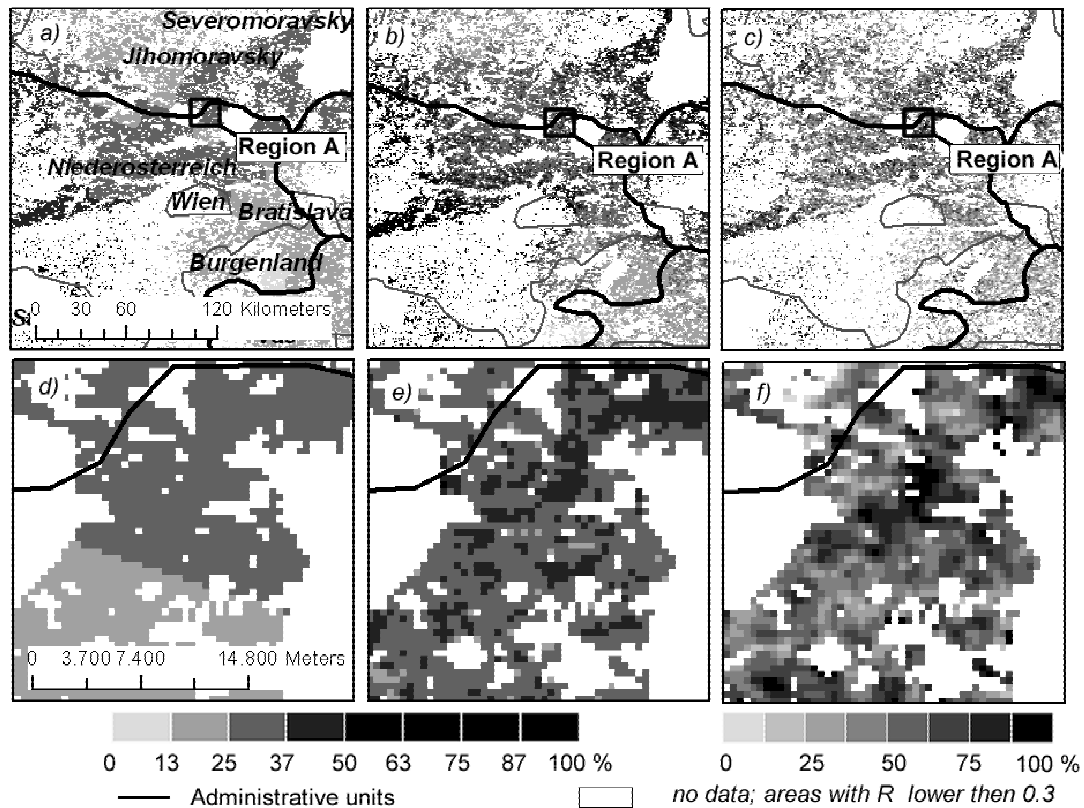 a)
Severomoravsky
Jihomoravsky
Region A
Niederosterreich
Wien
Bratislava
Burgenland
0 30 60 120 Kilometers
b)
Region A
c)
Region A
d)
0 3.700 7.400 14.800 Meters
e)
f)
0 13 25 37 50 63 75 87 100 %
0 25 50 75 100 %
Administrative units
no data; areas with R lower then 0.3